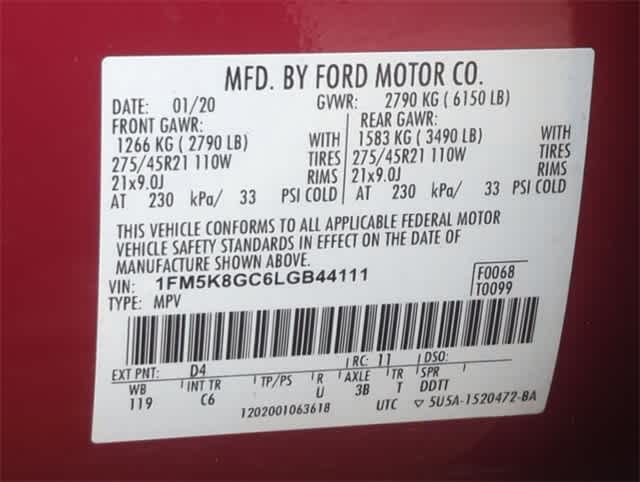 MFD. BY FORD MOTOR CO.
DATE: 01/20 GVWR: 2790 KG ( 6150 LB)
FRONT GAWR: REAR GAWR:
1266 KG ( 2790 LB) WITH 1583 KG ( 3490 LB) WITH
275/45R21 110W TIRES 275/45R21 110W TIRES
21x9.0J RIMS 21x9.0J RIMS
AT 230 kPa/ 33 PSI COLD AT 230 kPa/ 33 PSI COLD
THIS VEHICLE CONFORMS TO ALL APPLICABLE FEDERAL MOTOR
VEHICLE SAFETY STANDARDS IN EFFECT ON THE DATE OF
MANUFACTURE SHOWN ABOVE.
VIN: 1FM5K8GC6LGB44111 F0068
TYPE: MPV T0099
EXT PNT: D4 RC: 11 DSO:
WB INT TR TP/PS R AXLE TR SPR
119 C6 U 3B T DDTT
1202001063618 UTC ▽ 5U5A-1520472-BA